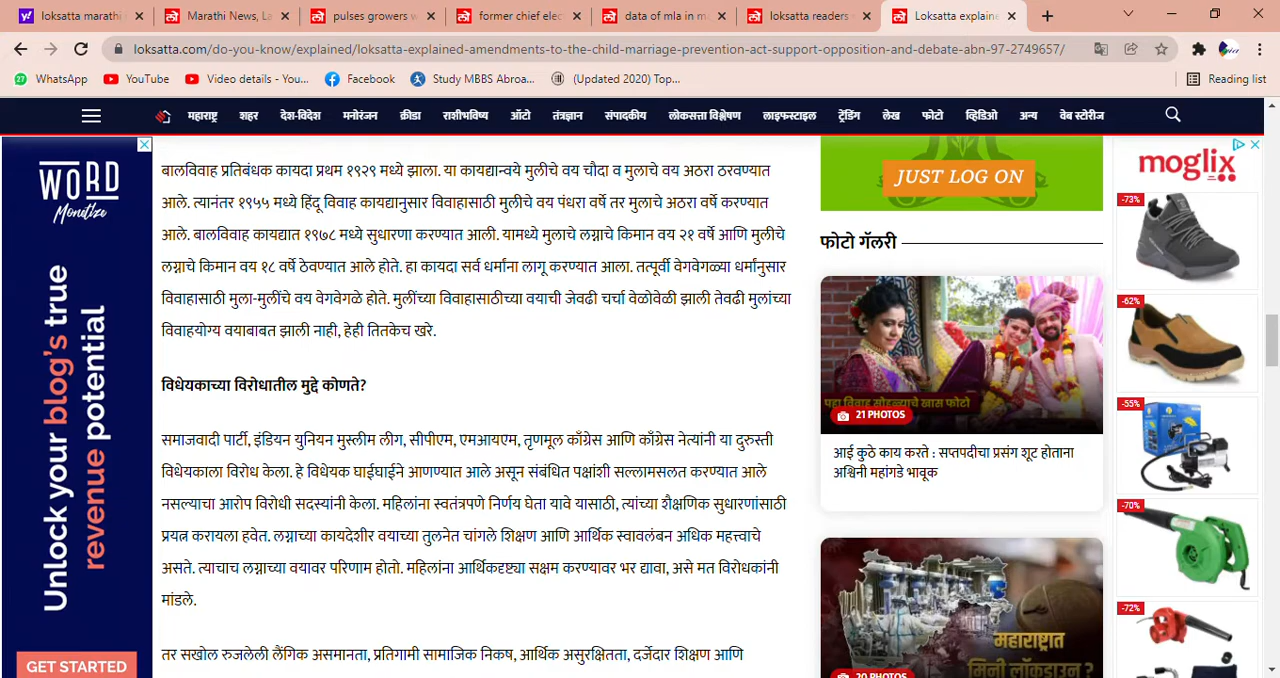 loksatta marathi
Marathi News, La
pulses growers w
former chief elec
data of mla in m
loksatta readers
Loksatta explaine
loksatta.com/do-you-know/explained/loksatta-explained-amendments-to-the-child-marriage-prevention-act-support-opposition-and-debate-abn-97-2749657/
WhatsApp
YouTube
Video details - You...
Facebook
Study MBBS Abroa...
(Updated 2020) Top...
Reading list
महाराष्ट्र शहर देश-विदेश मनोरंजन क्रीडा राशीभविष्य ऑटो तंत्रज्ञान संपादकीय लोकसत्ता विश्लेषण लाइफस्टाइल ट्रेंडिंग लेख फोटो व्हिडिओ अन्य वेब स्टोरीज
WORD
Monetize
Unlock your blog's true
revenue potential
GET STARTED
बालविवाह प्रतिबंधक कायदा प्रथम १९२९ मध्ये झाला. या कायद्यान्वये मुलीचे वय चौदा व मुलाचे वय अठरा ठरवण्यात
आले. त्यानंतर १९५५ मध्ये हिंदू विवाह कायद्यानुसार विवाहासाठी मुलीचे वय पंधरा वर्षे तर मुलाचे अठरा वर्षे करण्यात
आले. बालविवाह कायद्यात १९७८ मध्ये सुधारणा करण्यात आली. यामध्ये मुलाचे लग्नाचे किमान वय २१ वर्षे आणि मुलीचे
लग्नाचे किमान वय १८ वर्षे ठेवण्यात आले होते. हा कायदा सर्व धर्मांना लागू करण्यात आला. तत्पूर्वी वेगवेगळ्या धर्मांनुसार
विवाहासाठी मुला-मुलींचे वय वेगवेगळे होते. मुलींच्या विवाहासाठीच्या वयाची जेवढी चर्चा वेळोवेळी झाली तेवढी मुलांच्या
विवाहयोग्य वयाबाबत झाली नाही, हेही तितकेच खरे.
विधेयकाच्या विरोधातील मुद्दे कोणते?
समाजवादी पार्टी, इंडियन युनियन मुस्लीम लीग, सीपीएम, एमआयएम, तृणमूल काँग्रेस आणि काँग्रेस नेत्यांनी या दुरुस्ती
विधेयकाला विरोध केला. हे विधेयक घाईघाईने आणण्यात आले असून संबंधित पक्षांशी सल्लामसलत करण्यात आले
नसल्याचा आरोप विरोधी सदस्यांनी केला. महिलांना स्वतंत्रपणे निर्णय घेता यावे यासाठी, त्यांच्या शैक्षणिक सुधारणांसाठी
प्रयत्न करायला हवेत. लग्नाच्या कायदेशीर वयाच्या तुलनेत चांगले शिक्षण आणि आर्थिक स्वावलंबन अधिक महत्त्वाचे
असते. त्याचाच लग्नाच्या वयावर परिणाम होतो. महिलांना आर्थिकदृष्ट्या सक्षम करण्यावर भर द्यावा, असे मत विरोधकांनी
मांडले.
तर सखोल रुजलेली लैंगिक असमानता, प्रतिगामी सामाजिक निकष, आर्थिक असुरक्षितता, दर्जेदार शिक्षण आणि
JUST LOG ON
फोटो गॅलरी
पहा विवाह सोहळ्याचे खास फोटो
21 PHOTOS
आई कुठे काय करते : सप्तपदीचा प्रसंग शूट होताना
अश्विनी महांगडे भावूक
महाराष्ट्रात
मिनी लॉकडाउन ?
20 PHOTOS
moglix
-73%
-62%
-55%
-70%
-72%